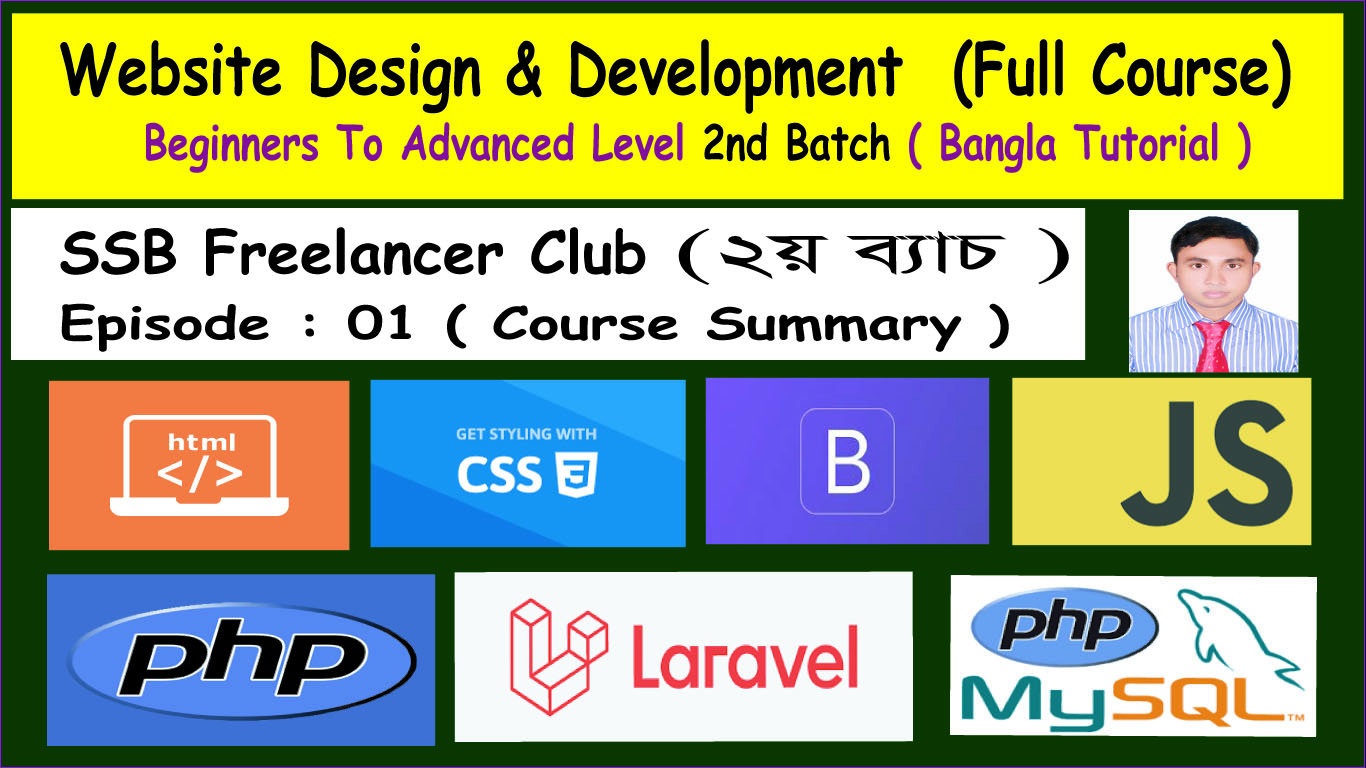 Website Design & Development (Full Course)
Beginners To Advanced Level 2nd Batch ( Bangla Tutorial )
SSB Freelancer Club (২য় ব্যাচ )
Episode : 01 ( Course Summary )
html
</>
GET STYLING WITH
CSS 3
B
JS
php
Laravel
php
MySQL™